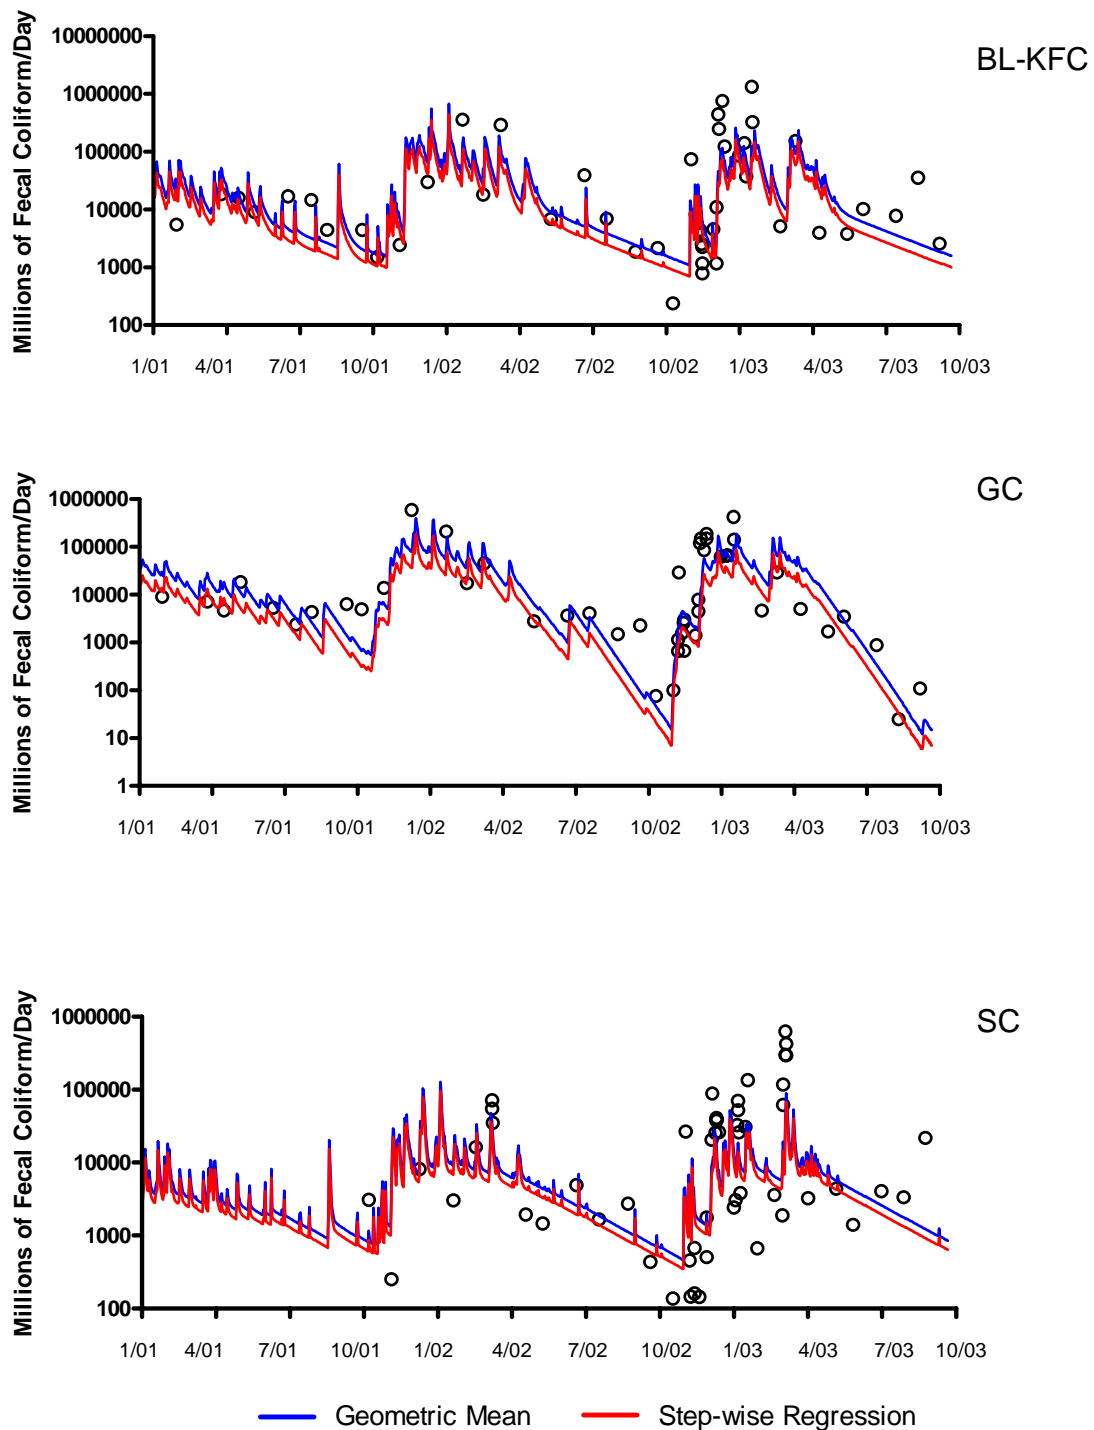 BL-KFC
Millions of Fecal Coliform/Day
10000000
1000000
100000
10000
1000
100
1/01 4/01 7/01 10/01 1/02 4/02 7/02 10/02 1/03 4/03 7/03 10/03
GC
Millions of Fecal Coliform/Day
1000000
100000
10000
1000
100
10
1
1/01 4/01 7/01 10/01 1/02 4/02 7/02 10/02 1/03 4/03 7/03 10/03
SC
Millions of Fecal Coliform/Day
1000000
100000
10000
1000
100
1/01 4/01 7/01 10/01 1/02 4/02 7/02 10/02 1/03 4/03 7/03 10/03
Geometric Mean Step-wise Regression